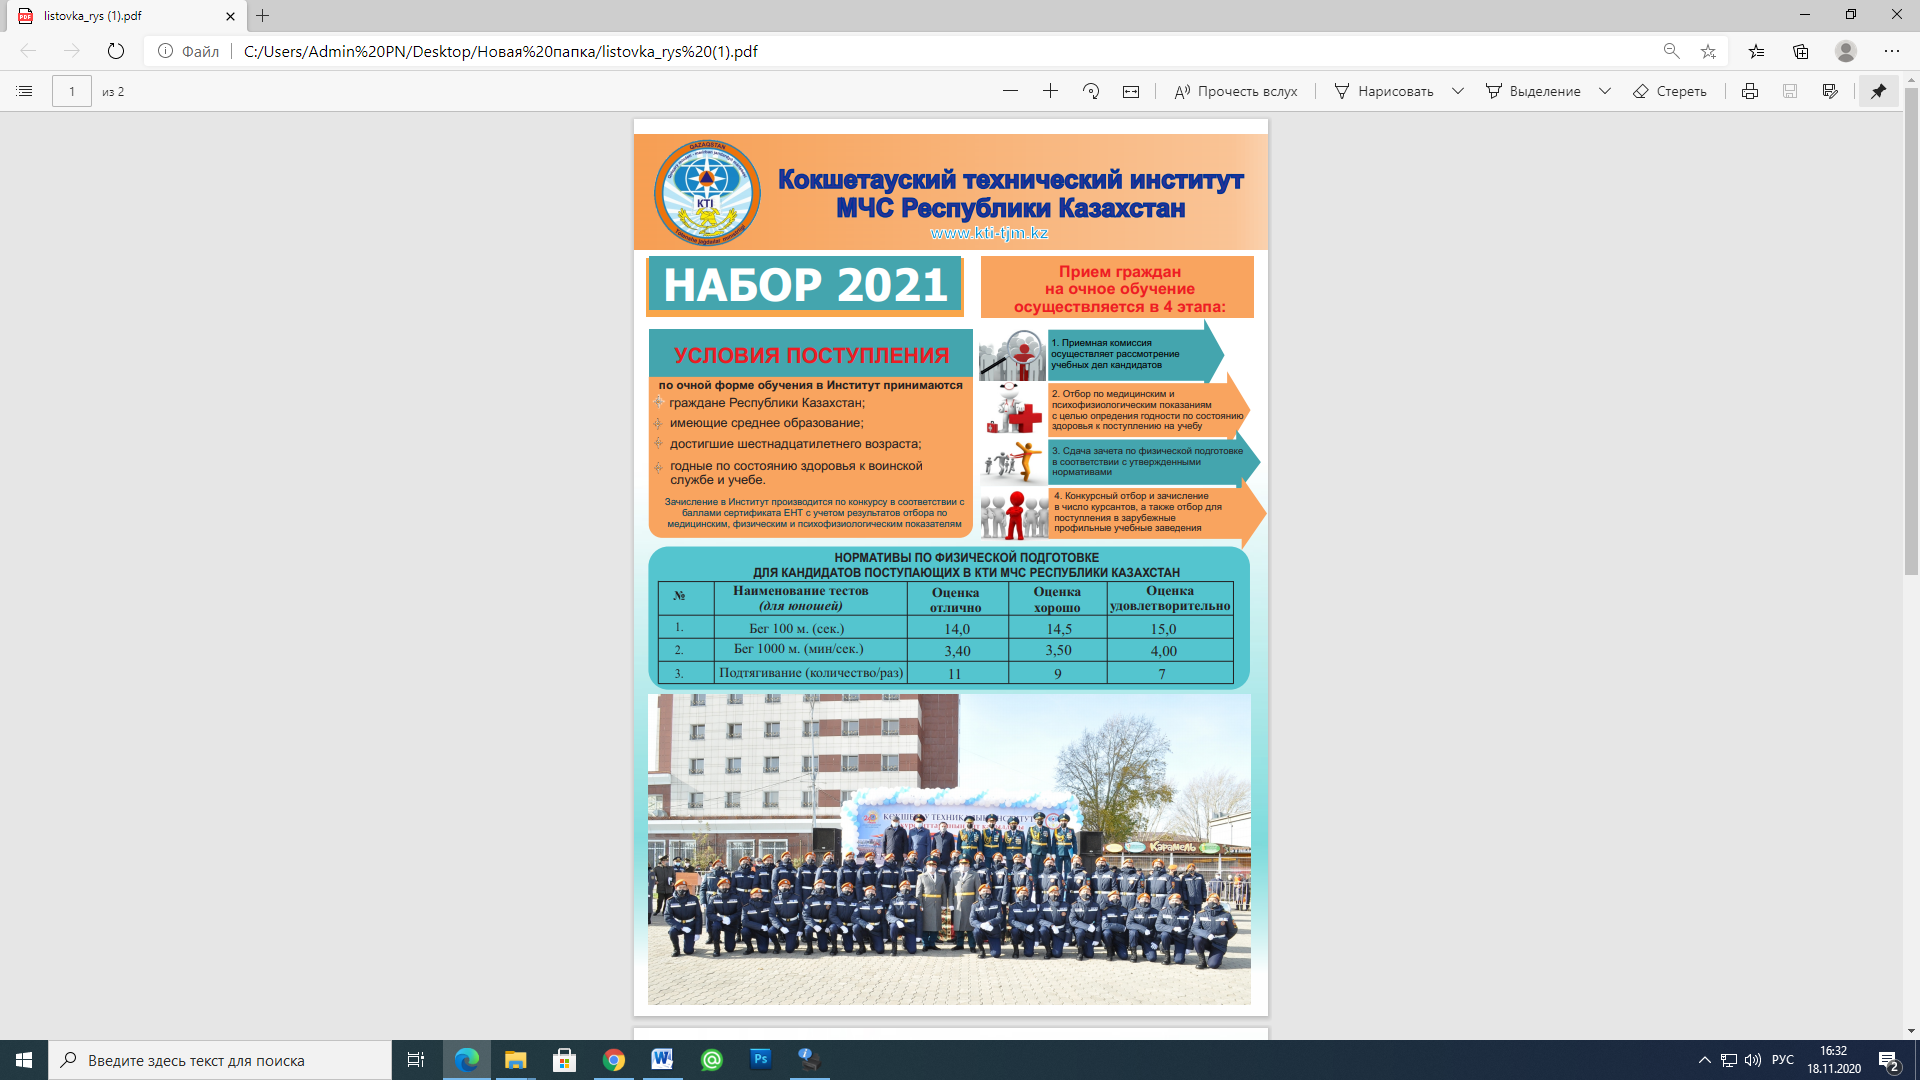 listovka_rys (1).pdf
Файл
C:/Users/Admin%20PN/Desktop/Новая%20папка/listovka_rys%20(1).pdf
1 из 2
Прочесть вслух
Нарисовать
Выделение
Стереть
QAZAQSTAN
KTI
Кокшетауский технический институт
МЧС Республики Казахстан
www.kti-tjm.kz
НАБОР 2021
Прием граждан
на очное обучение
осуществляется в 4 этапа:
УСЛОВИЯ ПОСТУПЛЕНИЯ
по очной форме обучения в Институт принимаются
граждане Республики Казахстан;
имеющие среднее образование;
достигшие шестнадцатилетнего возраста;
годные по состоянию здоровья к воинской
службе и учебе.
Зачисление в Институт производится по конкурсу в соответствии с
баллами сертификата ЕНТ с учетом результатов отбора по
медицинским, физическим и психофизиологическим показателям
1. Приемная комиссия
осуществляет рассмотрение
учебных дел кандидатов
2. Отбор по медицинским и
психофизиологическим показаниям
с целью опредения годности по состоянию
здоровья к поступлению на учебу
3. Сдача зачета по физической подготовке
в соответствии с утвержденными
нормативами
4. Конкурсный отбор и зачисление
в число курсантов, а также отбор для
поступления в зарубежные
профильные учебные заведения
НОРМАТИВЫ ПО ФИЗИЧЕСКОЙ ПОДГОТОВКЕ
ДЛЯ КАНДИДАТОВ ПОСТУПАЮЩИХ В КТИ МЧС РЕСПУБЛИКИ КАЗАХСТАН
№ Наименование тестов (для юношей) Оценка отлично Оценка хорошо Оценка удовлетворительно
1. Бег 100 м. (сек.) 14,0 14,5 15,0
2. Бег 1000 м. (мин/сек.) 3,40 3,50 4,00
3. Подтягивание (количество/раз) 11 9 7
КӨКШЕТАУ ТЕХНИКАЛЫҚ ИНСТИТУТ
Карамель
Введите здесь текст для поиска
Ps
РУС
16:32
18.11.2020
2